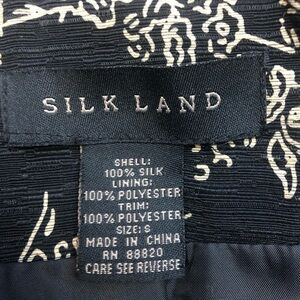 SILK LAND
SHELL:
100% SILK
LINING:
100% POLYESTER
TRIM:
100% POLYESTER
SIZE: S
MADE IN CHINA
RN 88820
CARE SEE REVERSE